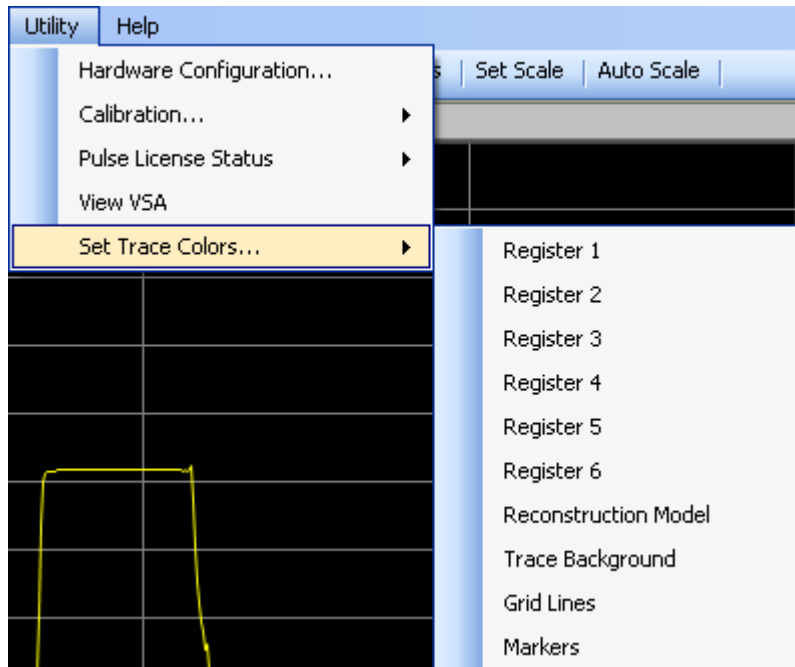 Utility Help
Hardware Configuration...
Set Scale Auto Scale
Calibration...
Pulse License Status
View VSA
Set Trace Colors...
Register 1
Register 2
Register 3
Register 4
Register 5
Register 6
Reconstruction Model
Trace Background
Grid Lines
Markers